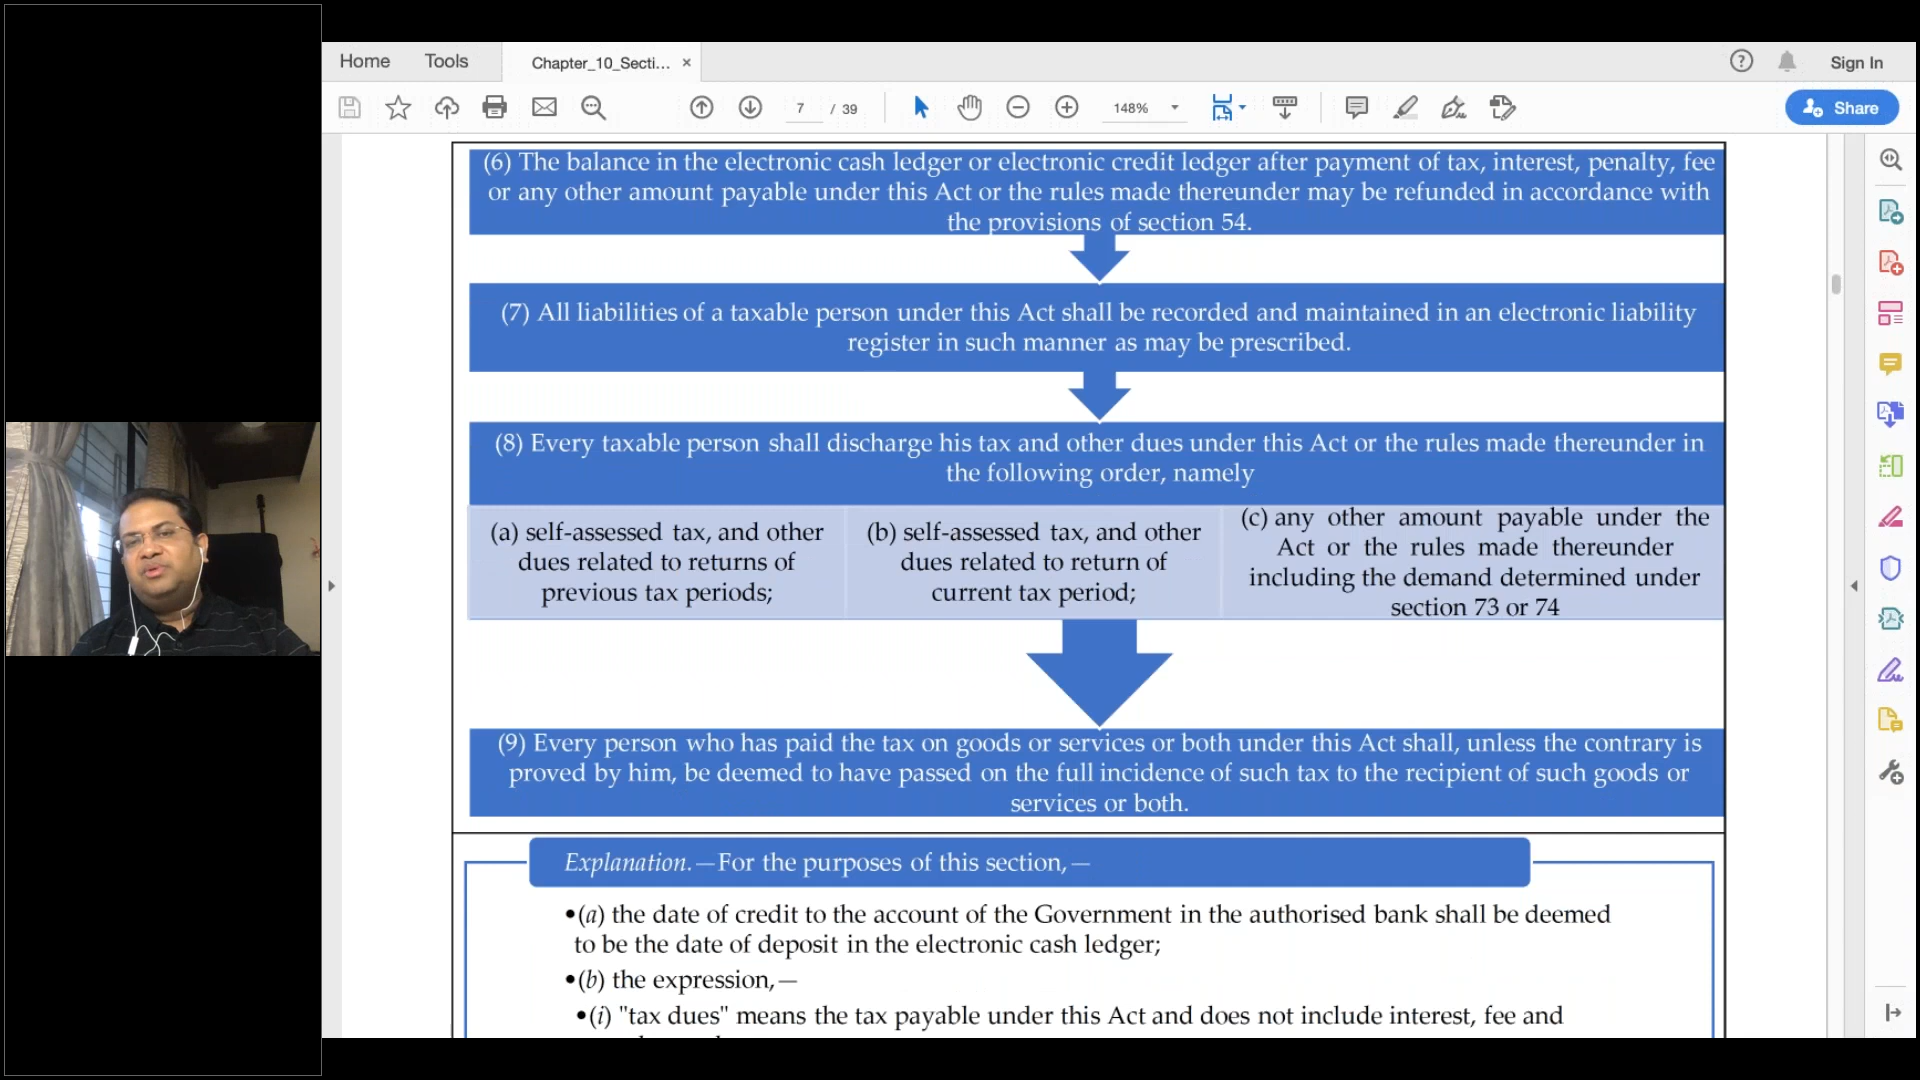 Home
Tools
Chapter_10_Secti... ×
Sign In
7 / 39
148%
Share
(6) The balance in the electronic cash ledger or electronic credit ledger after payment of tax, interest, penalty, fee
or any other amount payable under this Act or the rules made thereunder may be refunded in accordance with
the provisions of section 54.
(7) All liabilities of a taxable person under this Act shall be recorded and maintained in an electronic liability
register in such manner as may be prescribed.
(8) Every taxable person shall discharge his tax and other dues under this Act or the rules made thereunder in
the following order, namely
(a) self-assessed tax, and other
dues related to returns of
previous tax periods;
(b) self-assessed tax, and other
dues related to return of
current tax period;
(c) any other amount payable under the
Act or the rules made thereunder
including the demand determined under
section 73 or 74
(9) Every person who has paid the tax on goods or services or both under this Act shall, unless the contrary is
proved by him, be deemed to have passed on the full incidence of such tax to the recipient of such goods or
services or both.
Explanation.—For the purposes of this section,—
•(a) the date of credit to the account of the Government in the authorised bank shall be deemed
to be the date of deposit in the electronic cash ledger;
•(b) the expression,—
•(i) "tax dues" means the tax payable under this Act and does not include interest, fee and